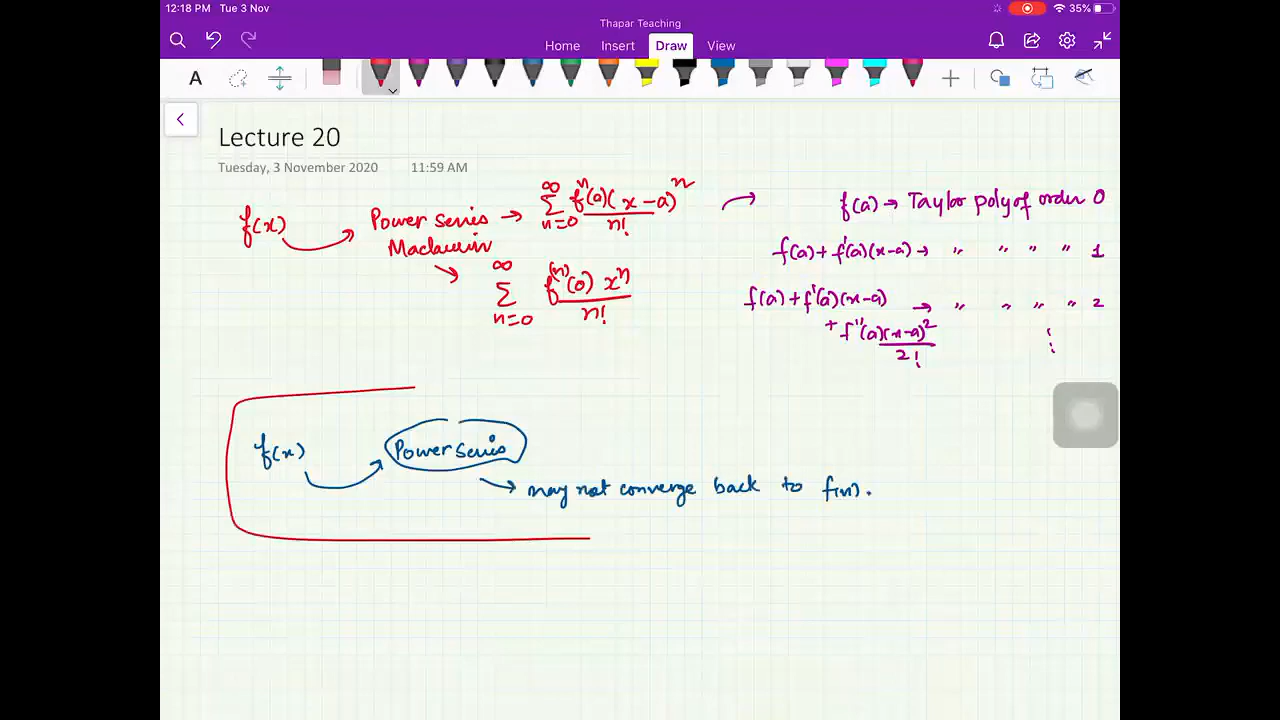 12:18 PM Tue 3 Nov
35%
Thapar Teaching
Home Insert Draw View
A
Lecture 20
Tuesday, 3 November 2020 11:59 AM
f(x)
Power series → ∞ Σ n=0 fⁿ(a)(x-a)ⁿ / n!
Maclaurin
∞ Σ n=0 f⁽ⁿ⁾(0) xⁿ / n!
f(a) → Taylor poly of order 0
f(a) + f'(a)(x-a) → " " " " 1
f(a) + f'(a)(x-a) → " " " " 2
+ f''(a)(x-a)² / 2!
f(x)
Power series
→ may not converge back to f(x).